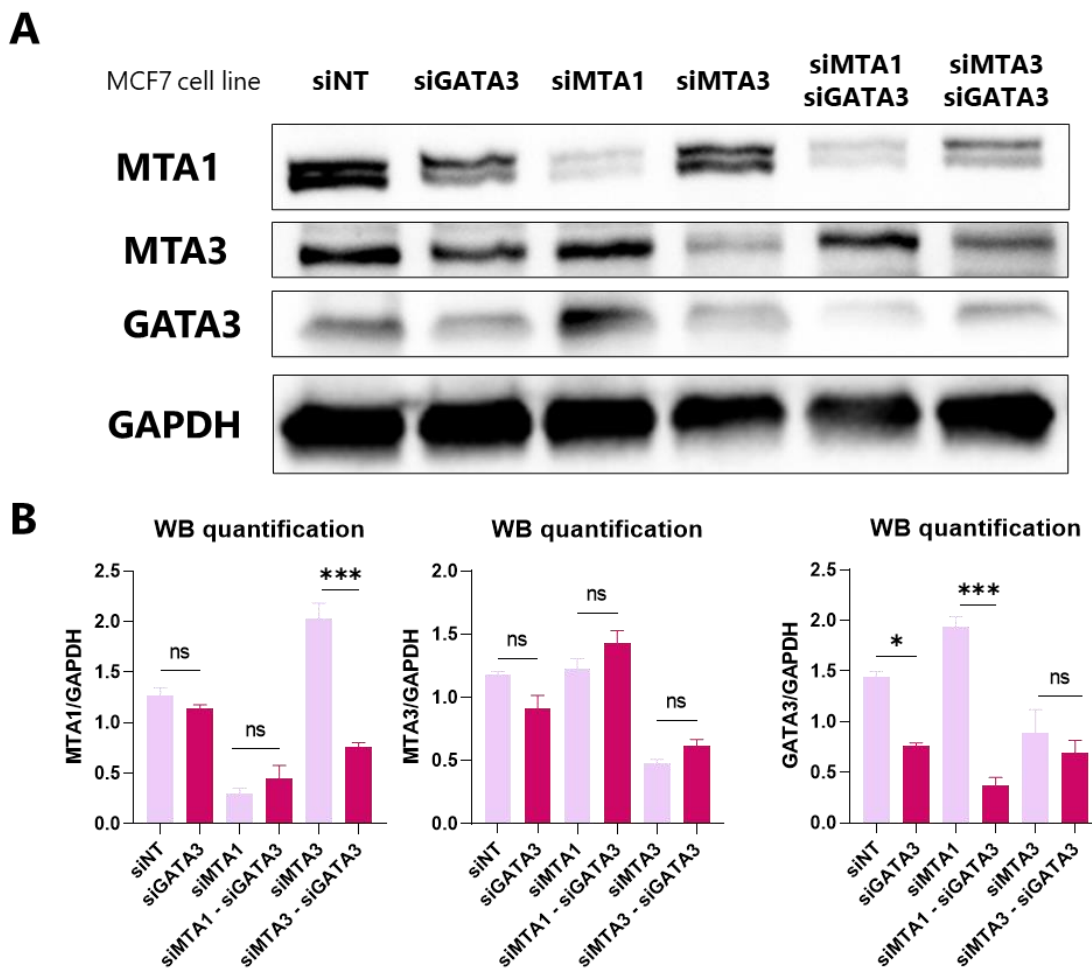 A
MCF7 cell line siNT siGATA3 siMTA1 siMTA3 siMTA1 siGATA3 siMTA3 siGATA3
MTA1
MTA3
GATA3
GAPDH
B
WB quantification
MTA1/GAPDH
2.5
2.0
1.5
1.0
0.5
0.0
ns
ns
***
siNT
siGATA3
siMTA1
siMTA1 - siGATA3
siMTA3
siMTA3 - siGATA3
WB quantification
MTA3/GAPDH
2.0
1.5
1.0
0.5
0.0
ns
ns
ns
siNT
siGATA3
siMTA1
siMTA1 - siGATA3
siMTA3
siMTA3 - siGATA3
WB quantification
GATA3/GAPDH
2.5
2.0
1.5
1.0
0.5
0.0
*
***
ns
siNT
siGATA3
siMTA1
siMTA1 - siGATA3
siMTA3
siMTA3 - siGATA3